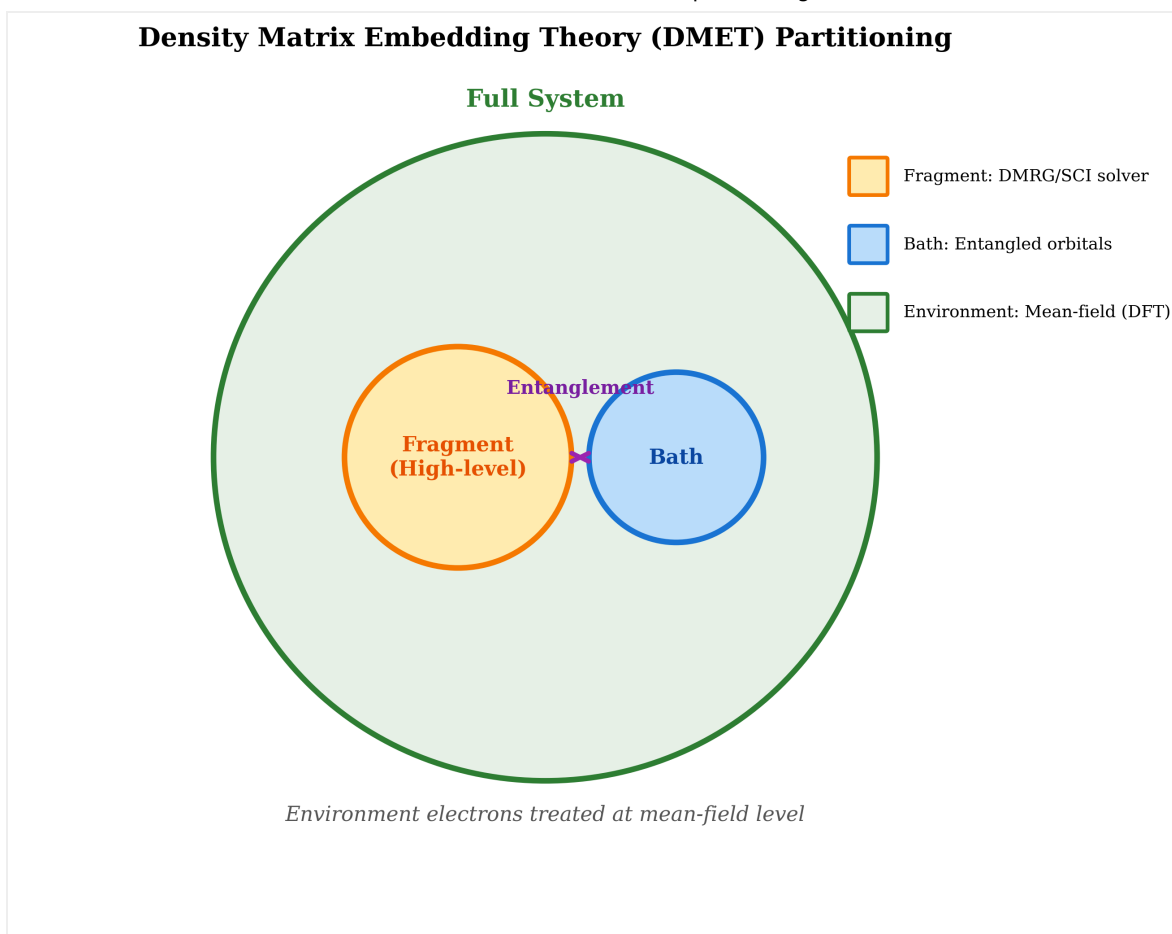 Density Matrix Embedding Theory (DMET) Partitioning
Full System
Fragment: DMRG/SCI solver
Bath: Entangled orbitals
Environment: Mean-field (DFT)
Entanglement
Fragment
(High-level)
Bath
Environment electrons treated at mean-field level